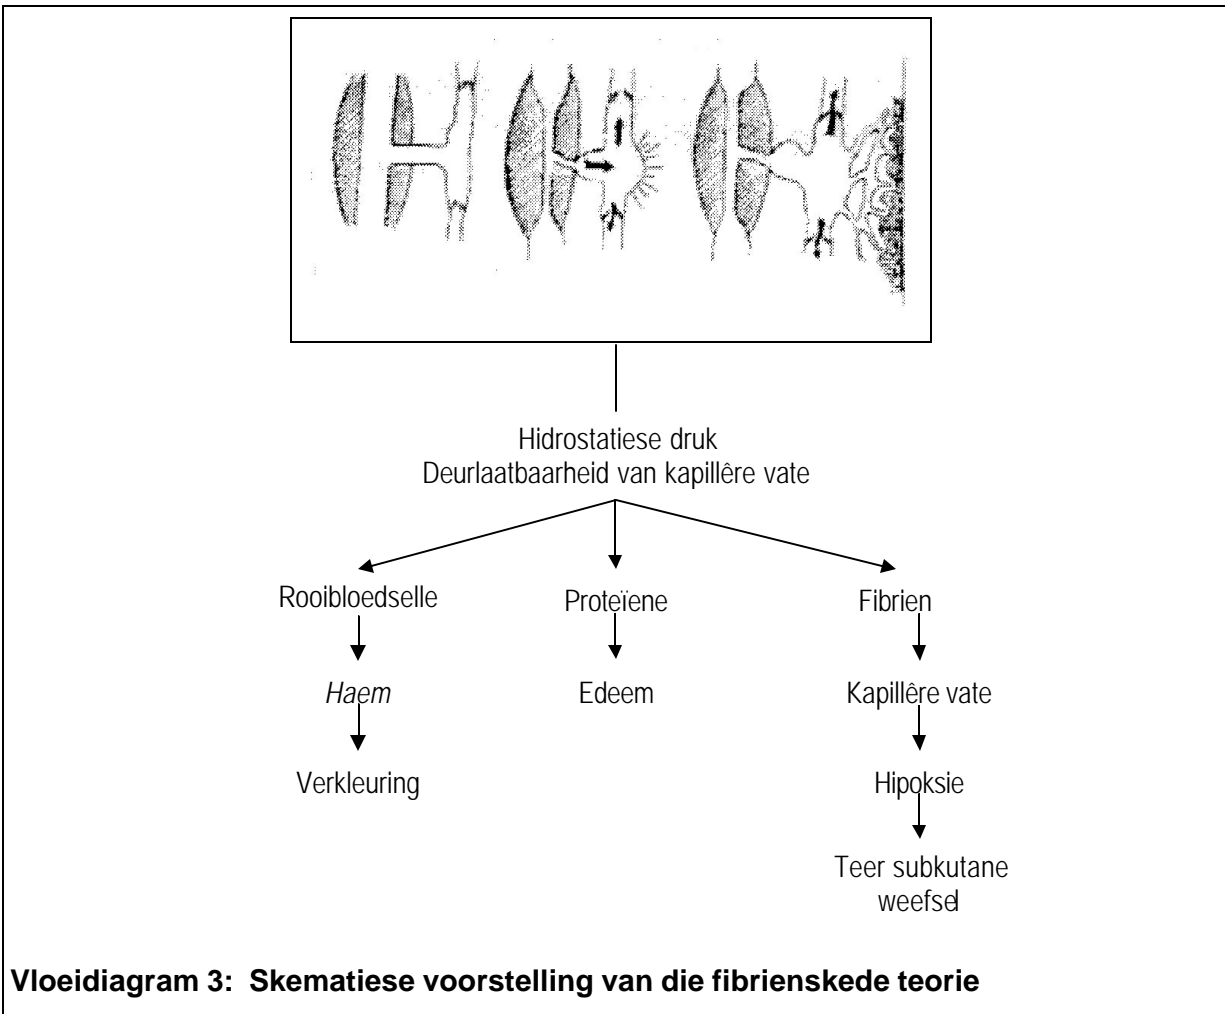 Hidrostatiese druk
Deurlaatbaarheid van kapillêre vate
Rooibloedselle
Proteïene
Fibrien
Haem
Edeem
Kapillêre vate
Verkleuring
Hipoksie
Teer subkutane
weefsel
Vloeidiagram 3: Skematiese voorstelling van die fibrienskede teorie